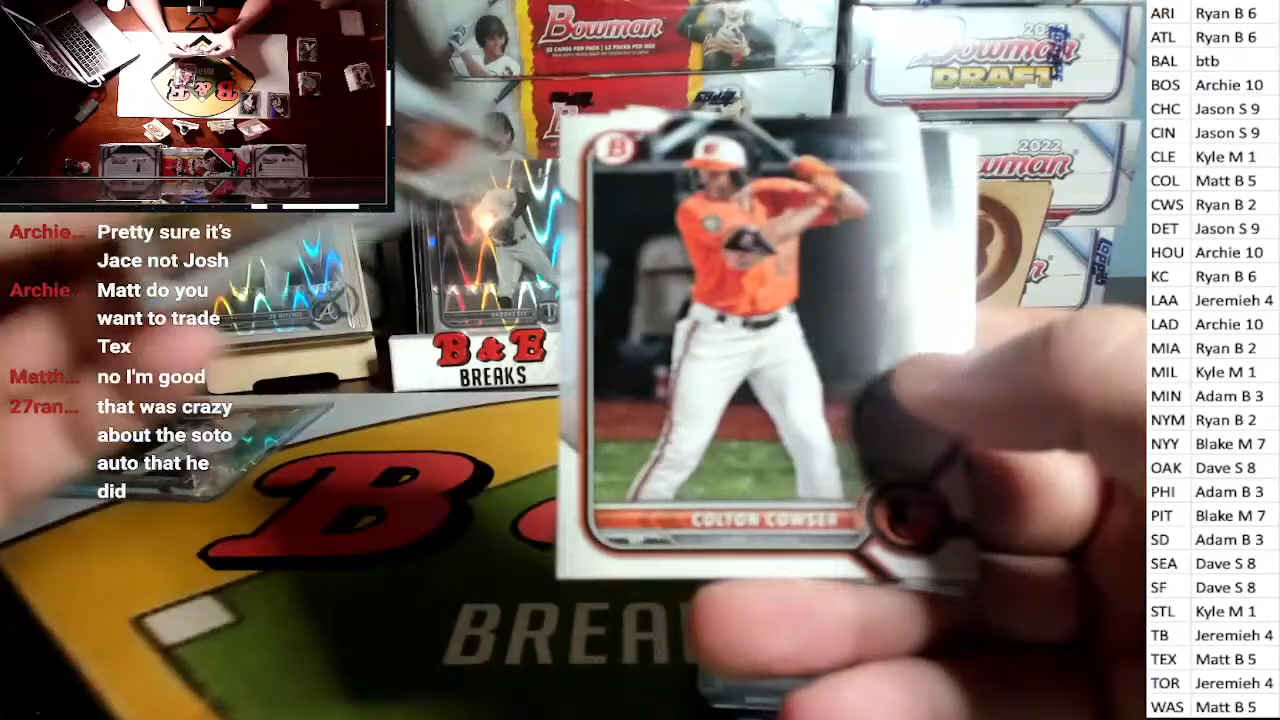 Archie... Pretty sure it's
Jace not Josh
Archie... Matt do you
want to trade
Tex
Matth... no I'm good
27ran... that was crazy
about the soto
auto that he
did
Bowman
Bowman
DRAFT
2022
B & B
BREAKS
COLTON COWSER
B
BREA
ARI Ryan B 6
ATL Ryan B 6
BAL btb
BOS Archie 10
CHC Jason S 9
CIN Jason S 9
CLE Kyle M 1
COL Matt B 5
CWS Ryan B 2
DET Jason S 9
HOU Archie 10
KC Ryan B 6
LAA Jeremieh 4
LAD Archie 10
MIA Ryan B 2
MIL Kyle M 1
MIN Adam B 3
NYM Ryan B 2
NYY Blake M 7
OAK Dave S 8
PHI Adam B 3
PIT Blake M 7
SD Adam B 3
SEA Dave S 8
SF Dave S 8
STL Kyle M 1
TB Jeremieh 4
TEX Matt B 5
TOR Jeremieh 4
WAS Matt B 5